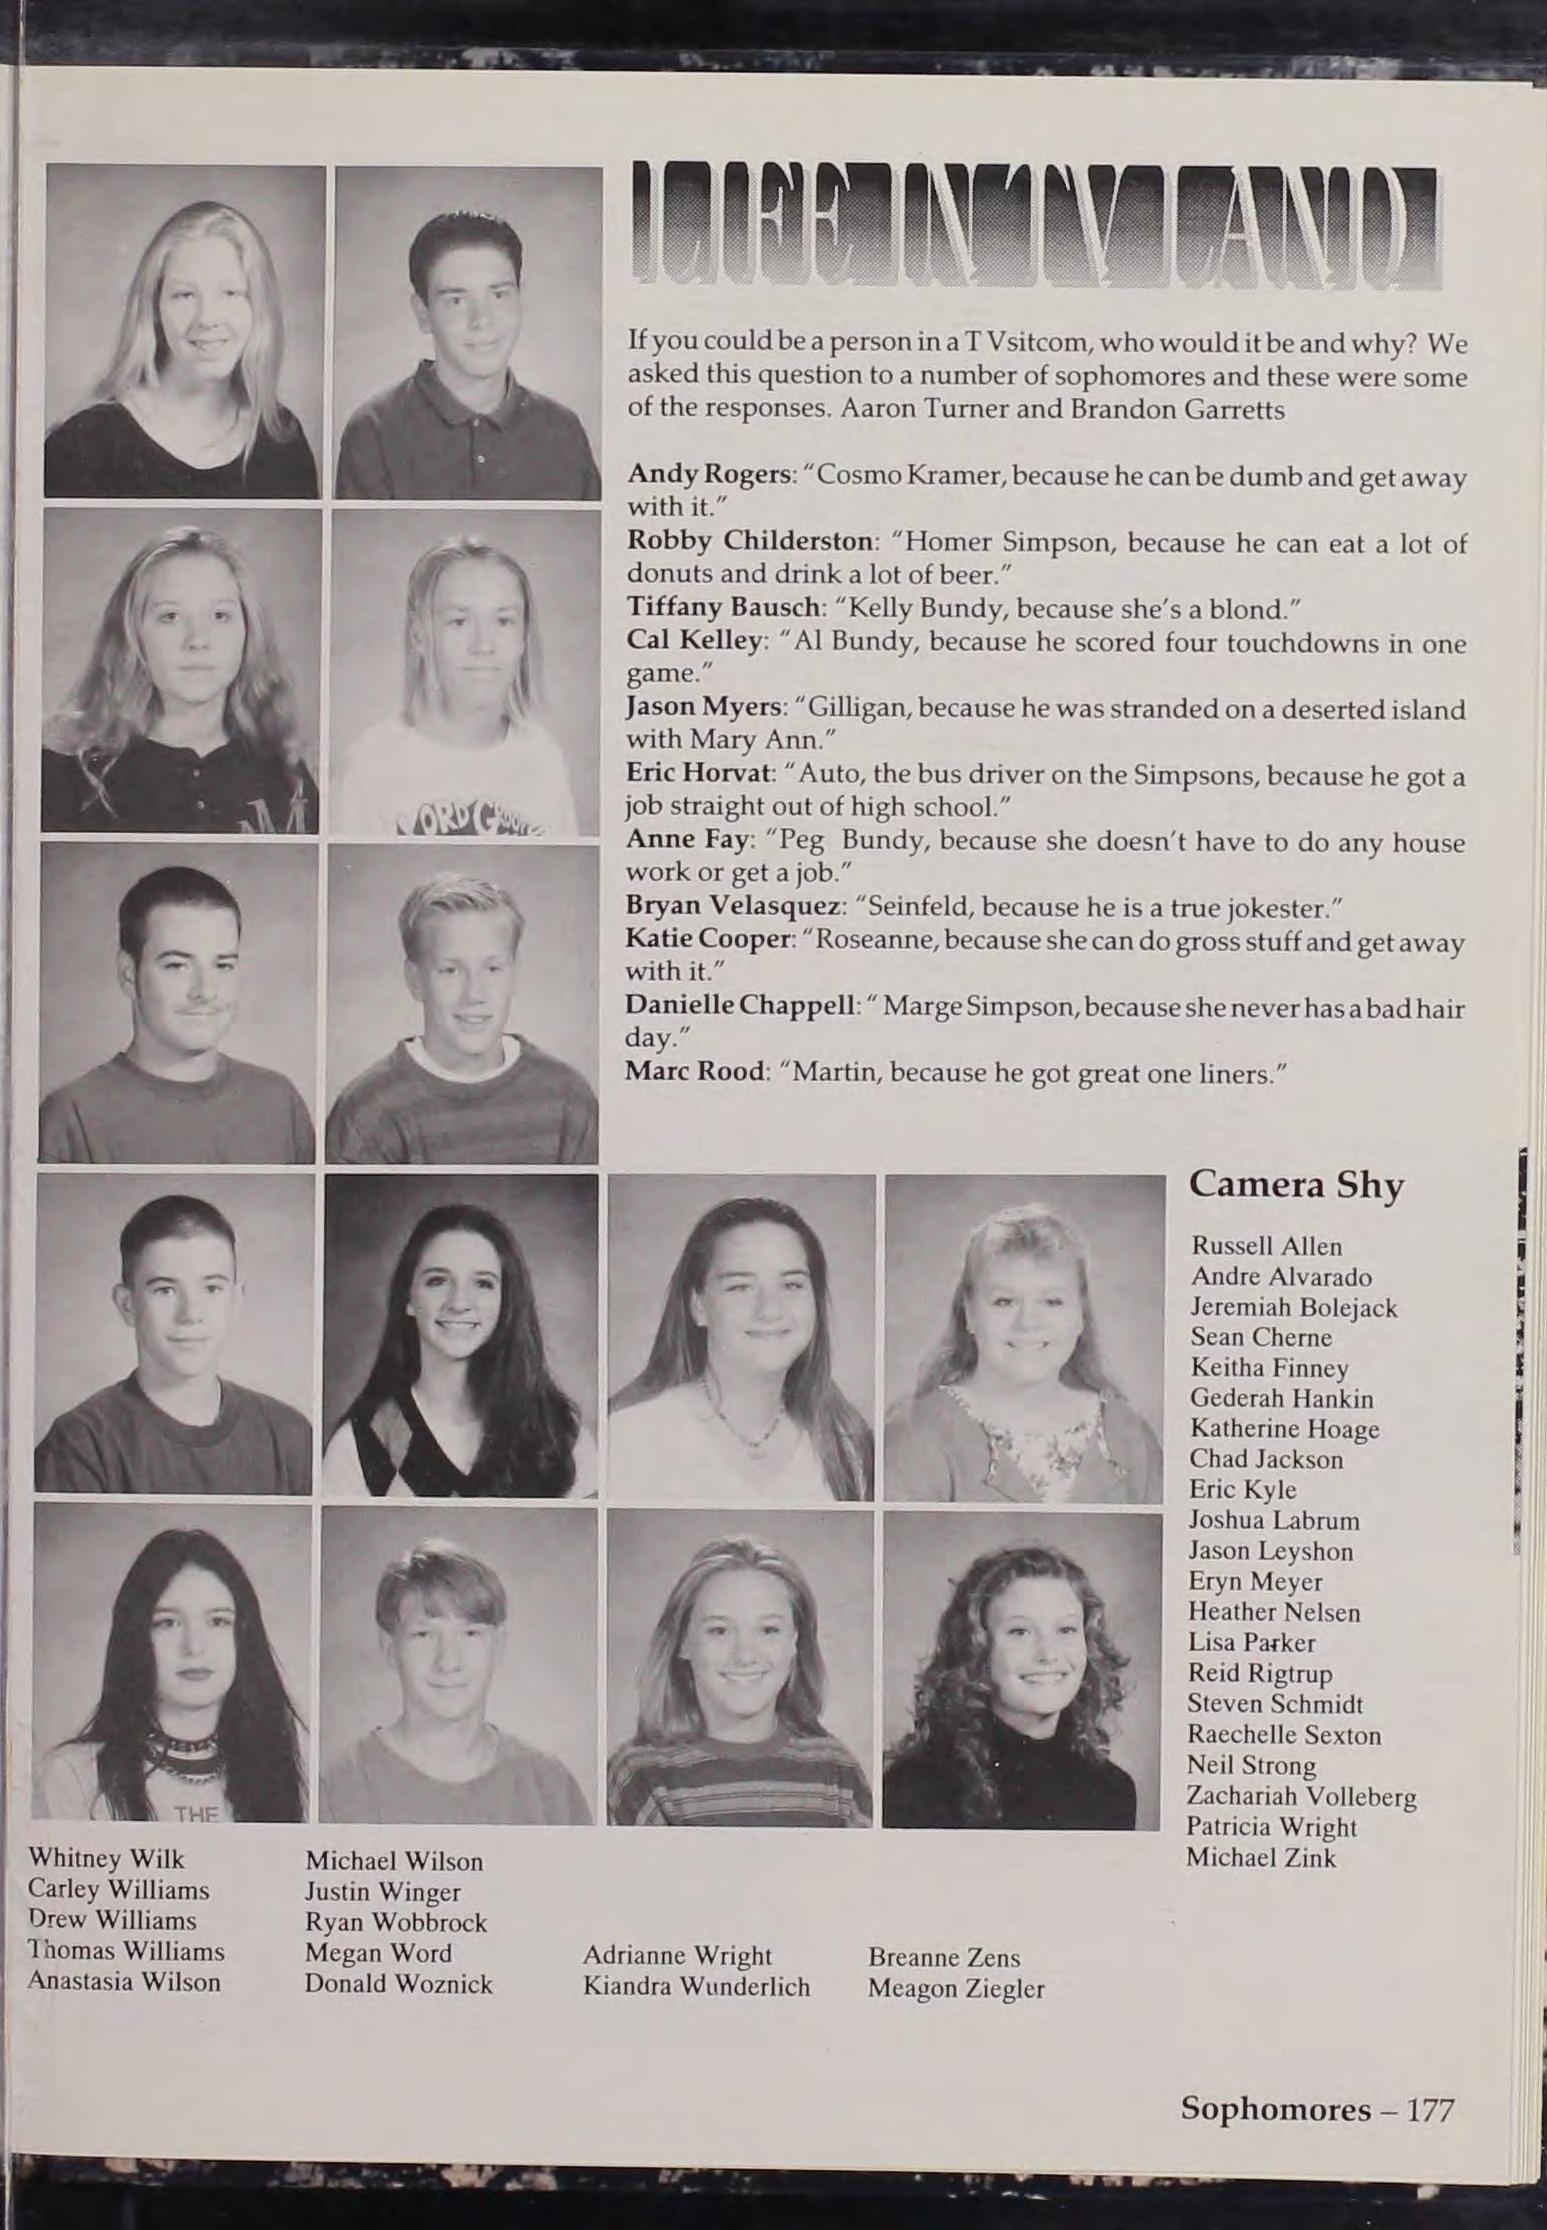 LIFE IN TV LAND
If you could be a person in a T Vsitcom, who would it be and why? We
asked this question to a number of sophomores and these were some
of the responses. Aaron Turner and Brandon Garretts
Andy Rogers: "Cosmo Kramer, because he can be dumb and get away
with it."
Robby Childerston: "Homer Simpson, because he can eat a lot of
donuts and drink a lot of beer."
Tiffany Bausch: "Kelly Bundy, because she's a blond."
Cal Kelley: "Al Bundy, because he scored four touchdowns in one
game."
Jason Myers: "Gilligan, because he was stranded on a deserted island
with Mary Ann."
Eric Horvat: "Auto, the bus driver on the Simpsons, because he got a
job straight out of high school."
Anne Fay: "Peg Bundy, because she doesn't have to do any house
work or get a job."
Bryan Velasquez: "Seinfeld, because he is a true jokester."
Katie Cooper: "Roseanne, because she can do gross stuff and get away
with it."
Danielle Chappell: " Marge Simpson, because she never has a bad hair
day."
Marc Rood: "Martin, because he got great one liners."
Camera Shy
Russell Allen
Andre Alvarado
Jeremiah Bolejack
Sean Cherne
Keitha Finney
Gederah Hankin
Katherine Hoage
Chad Jackson
Eric Kyle
Joshua Labrum
Jason Leyshon
Eryn Meyer
Heather Nelsen
Lisa Parker
Reid Rigtrup
Steven Schmidt
Raechelle Sexton
Neil Strong
Zachariah Volleberg
Patricia Wright
Michael Zink
THE
Whitney Wilk
Carley Williams
Drew Williams
Thomas Williams
Anastasia Wilson
Michael Wilson
Justin Winger
Ryan Wobbrock
Megan Word
Donald Woznick
Adrianne Wright
Kiandra Wunderlich
Breanne Zens
Meagon Ziegler
Sophomores – 177